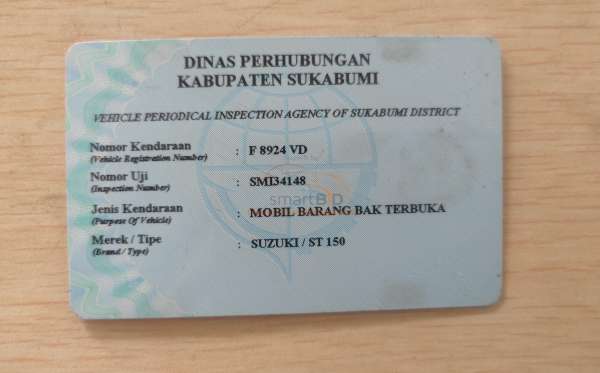 DINAS PERHUBUNGAN
KABUPATEN SUKABUMI
VEHICLE PERIODICAL INSPECTION AGENCY OF SUKABUMI DISTRICT
Nomor Kendaraan : F 8924 VD
(Vehicle Registration Number)
Nomor Uji : SMI34148
(Inspection Number)
smartBLD
Jenis Kendaraan : MOBIL BARANG BAK TERBUKA
(Purpose Of Vehicle)
Merek / Tipe : SUZUKI / ST 150
(Brand / Type)